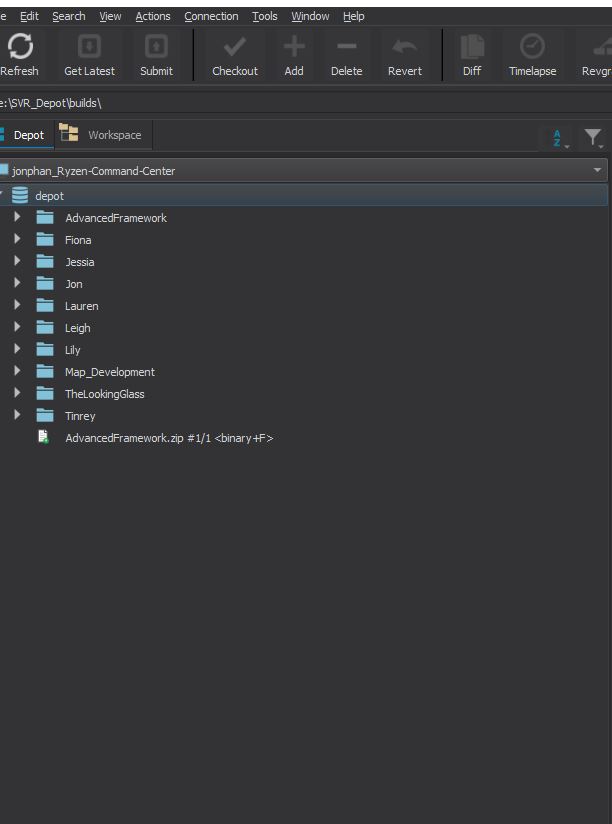 e Edit Search View Actions Connection Tools Window Help
Refresh Get Latest Submit Checkout Add Delete Revert Diff Timelapse Revgr
e:\SVR_Depot\builds\
Depot Workspace
jonphan_Ryzen-Command-Center
depot
AdvancedFramework
Fiona
Jessia
Jon
Lauren
Leigh
Lily
Map_Development
TheLookingGlass
Tinrey
AdvancedFramework.zip #1/1 <binary+F>